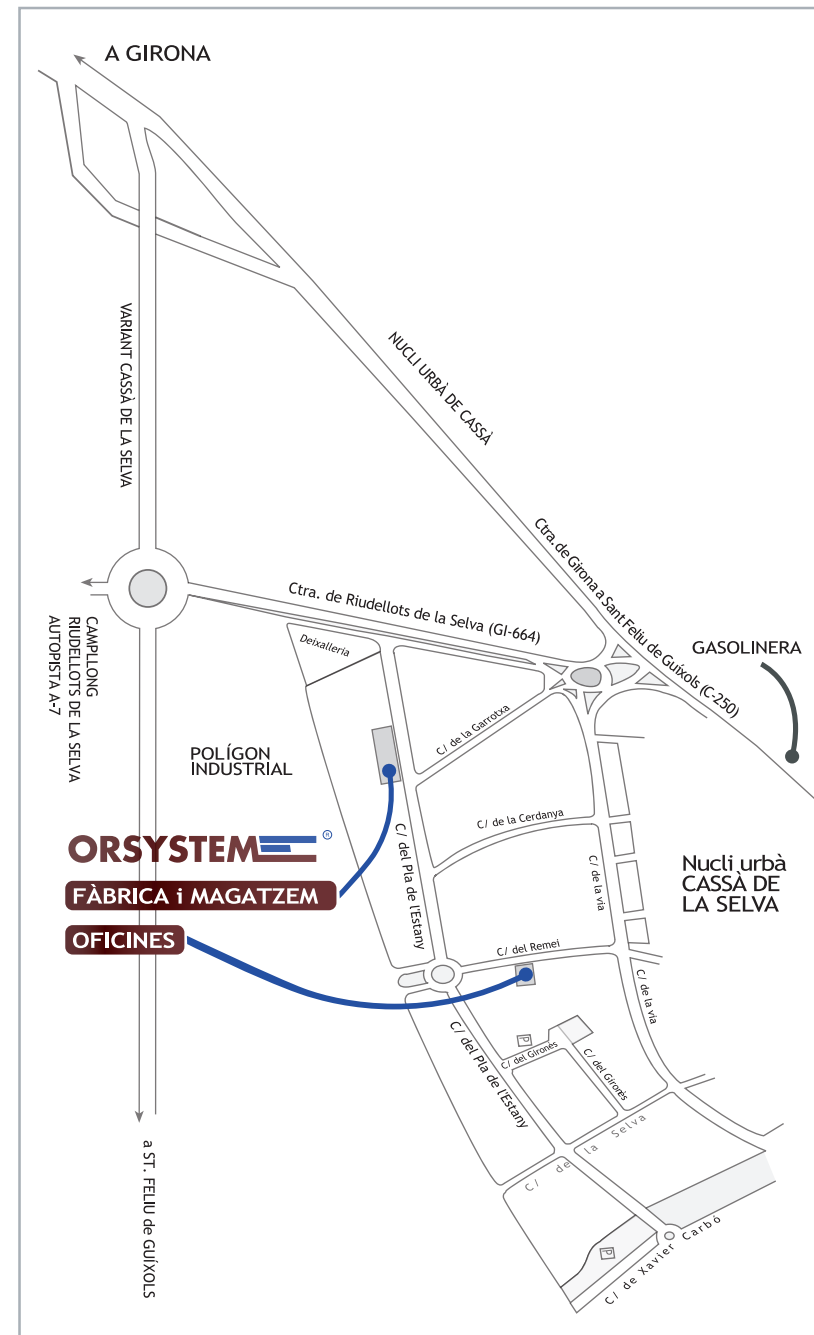 A GIRONA
VARIANT CASSÀ DE LA SELVA
NUCLI URBÀ DE CASSÀ
Ctra. de Girona a Sant Feliu de Guíxols (C-250)
Ctra. de Riudellots de la Selva (GI-664)
GASOLINERA
CAMPLLONG
RIUDELLOTS DE LA SELVA
AUTOPISTA A-7
Deixalleria
C/ de la Garrotxa
POLÍGON
INDUSTRIAL
C/ de la Cerdanya
ORSYSTEM ®
C/ del Pla de l'Estany
C/ de la via
Nucli urbà
CASSÀ DE
LA SELVA
FÀBRICA i MAGATZEM
OFICINES
C/ del Remei
C/ de la via
C/ del Pla de l'Estany
P
C/ del Gironès
C/ del Gironès
C/ de la Selva
a ST. FELIU de GUÍXOLS
P
C/ de Xavier Carbó